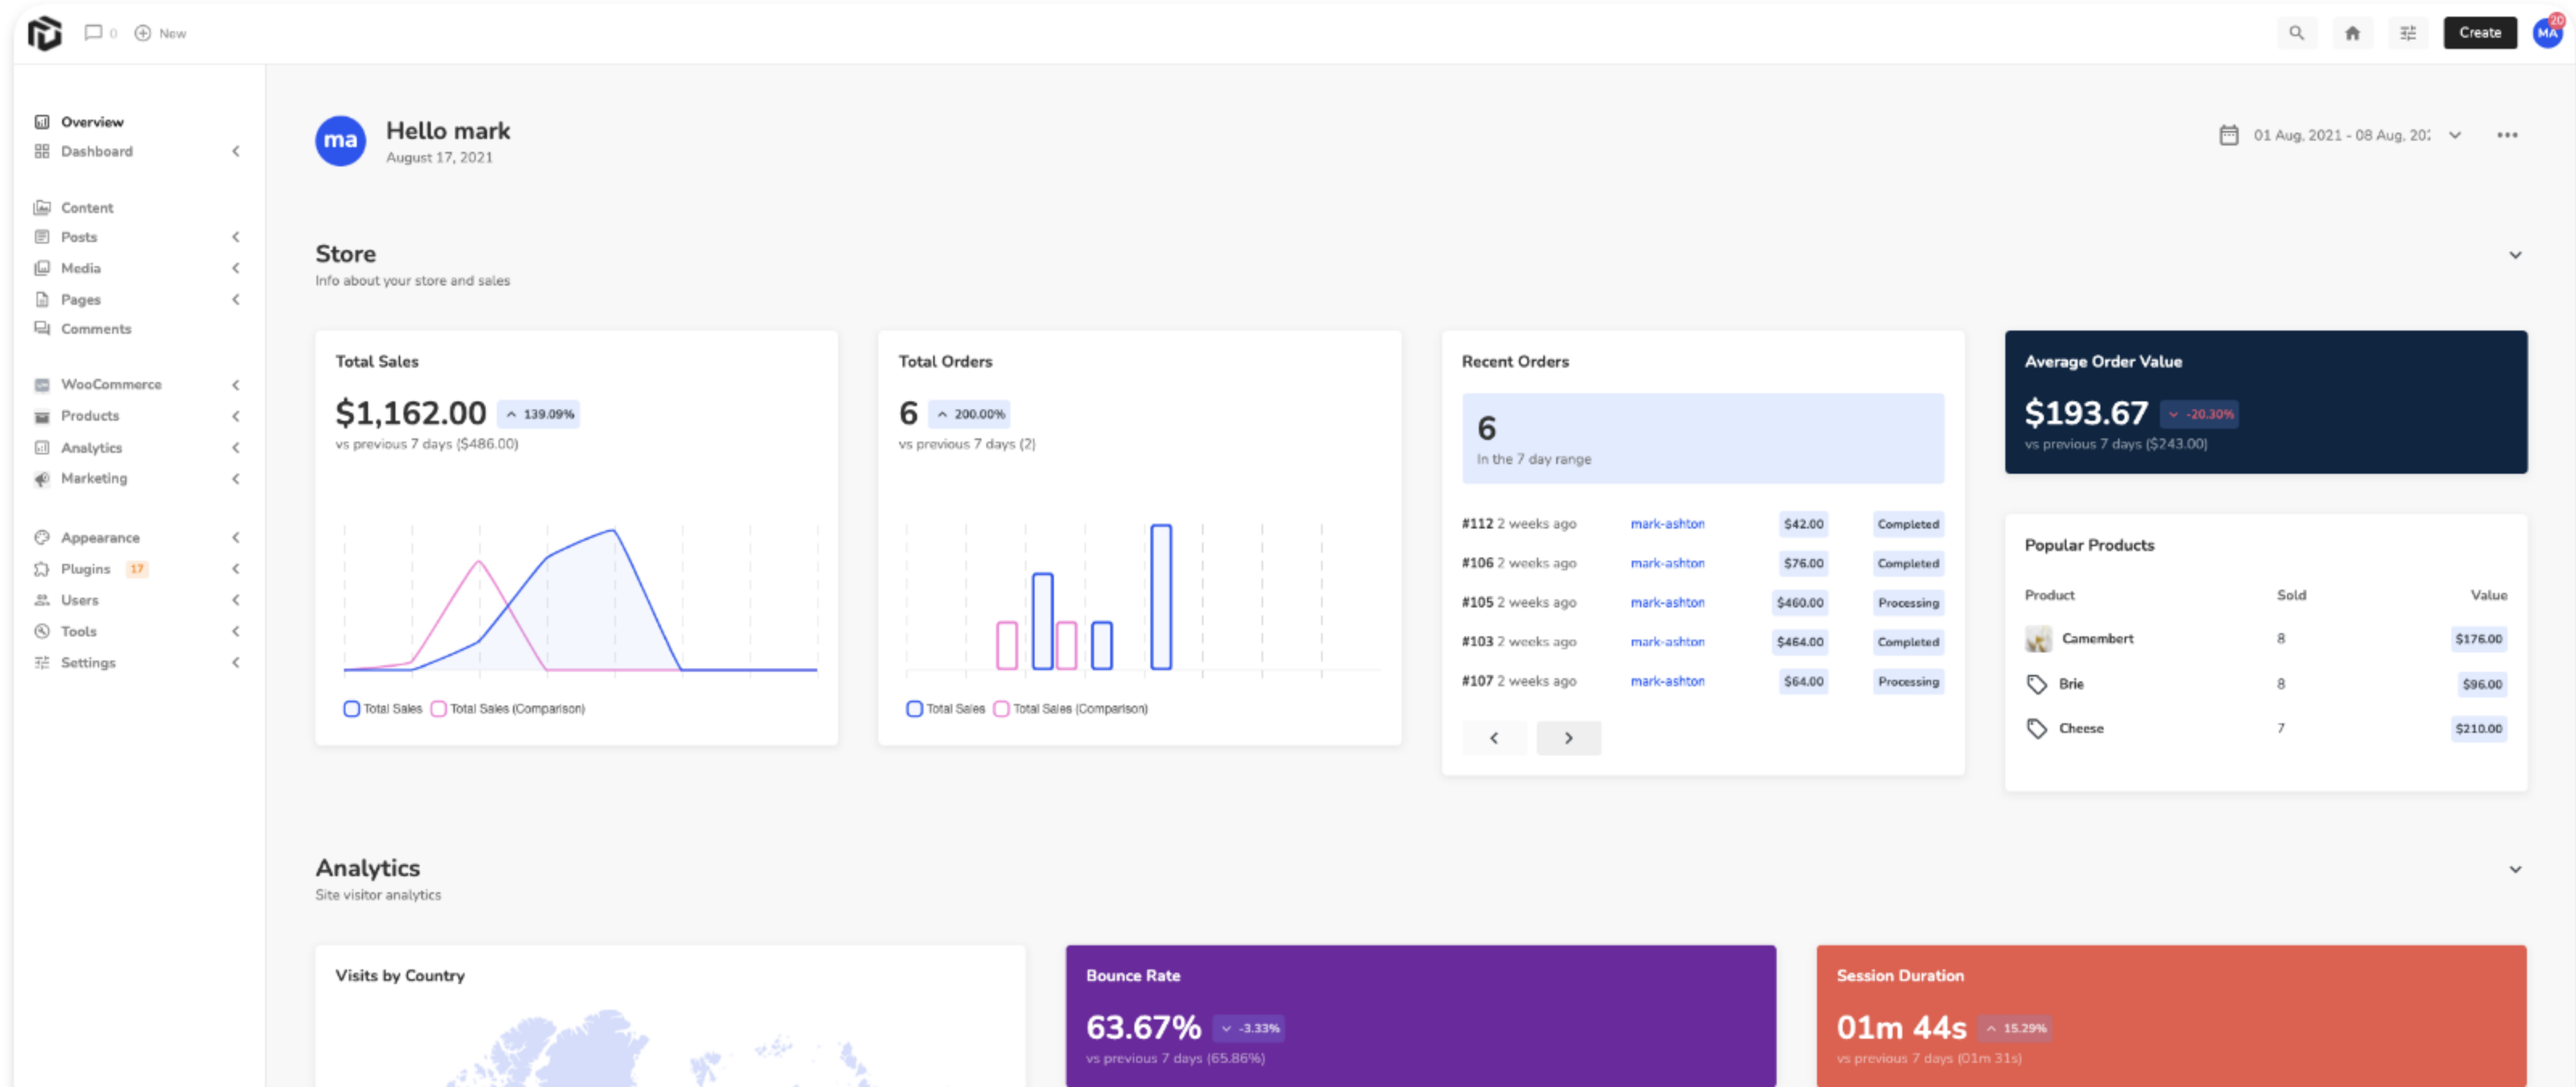 0 New
Create
MA
20
Overview
Dashboard
Content
Posts
Media
Pages
Comments
WooCommerce
Products
Analytics
Marketing
Appearance
Plugins 17
Users
Tools
Settings
ma
Hello mark
August 17, 2021
01 Aug, 2021 - 08 Aug, 202
Store
Info about your store and sales
Total Sales
$1,162.00 139.09%
vs previous 7 days ($486.00)
Total Sales Total Sales (Comparison)
Total Orders
6 200.00%
vs previous 7 days (2)
Total Sales Total Sales (Comparison)
Recent Orders
6
In the 7 day range
#112 2 weeks ago mark-ashton $42.00 Completed
#106 2 weeks ago mark-ashton $76.00 Completed
#105 2 weeks ago mark-ashton $460.00 Processing
#103 2 weeks ago mark-ashton $464.00 Completed
#107 2 weeks ago mark-ashton $64.00 Processing
Average Order Value
$193.67 -20.30%
vs previous 7 days ($243.00)
Popular Products
Product Sold Value
Camembert 8 $176.00
Brie 8 $96.00
Cheese 7 $210.00
Analytics
Site visitor analytics
Visits by Country
Bounce Rate
63.67% -3.33%
vs previous 7 days (65.86%)
Session Duration
01m 44s 15.29%
vs previous 7 days (01m 31s)